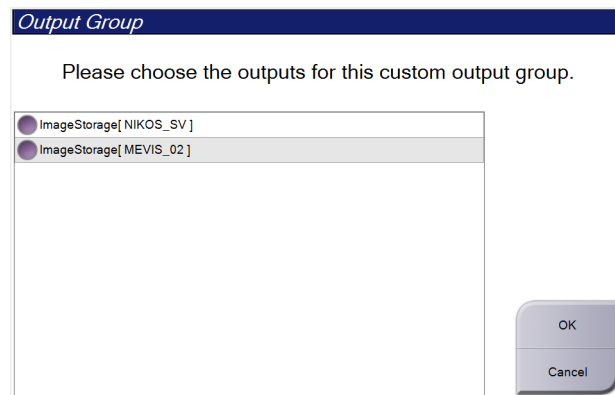 Output Group
Please choose the outputs for this custom output group.
ImageStorage[ NIKOS_SV ]
ImageStorage[ MEVIS_02 ]
OK
Cancel